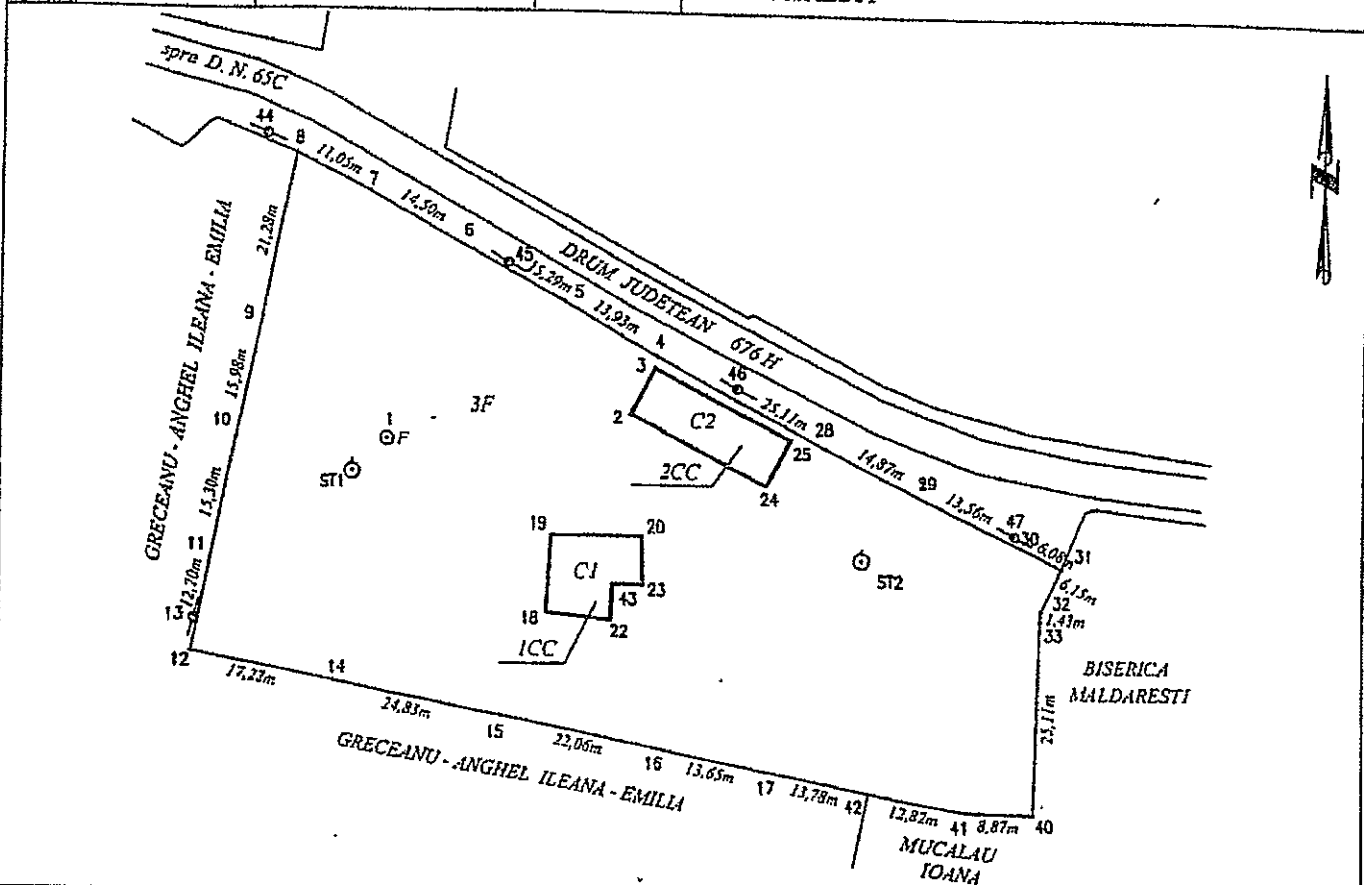 spre D. N. 65C
44
8
11,05m
7
14,50m
6
45
15,29m
5
13,93m
4
DRUM JUDETEAN 676 H
3
46
25,11m
28
2
C2
25
2CC
24
14,87m
29
13,56m
47
30
6,08m
31
6,15m
32
1,43m
33
21,28m
9
GRECEANU - ANGHEL ILEANA - EMILIA
15,98m
10
1
F
3F
ST1
15,30m
11
12,20m
13
12
19
20
C1
43
23
18
22
1CC
ST2
BISERICA
MALDARESTI
25,11m
17,23m
14
24,83m
15
22,06m
16
13,65m
17
13,78m
42
12,82m
41
8,87m
40
GRECEANU - ANGHEL ILEANA - EMILIA
MUCALAU
IOANA